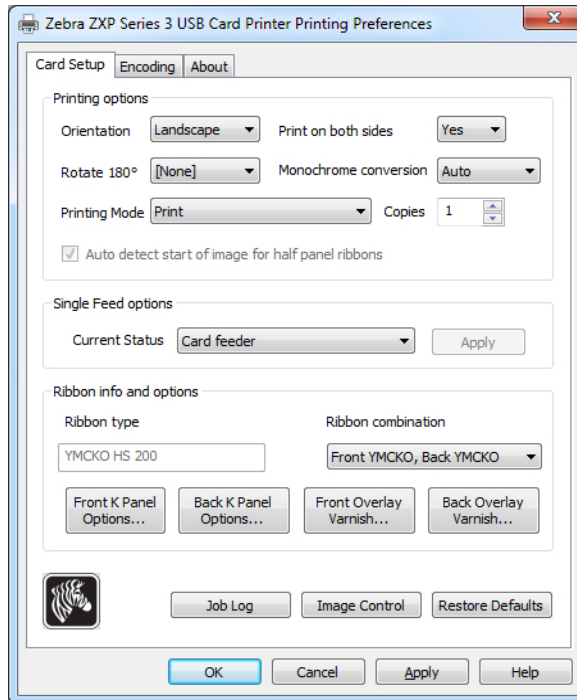 Zebra ZXP Series 3 USB Card Printer Printing Preferences
Card Setup Encoding About
Printing options
Orientation Landscape Print on both sides Yes
Rotate 180° [None] Monochrome conversion Auto
Printing Mode Print Copies 1
Auto detect start of image for half panel ribbons
Single Feed options
Current Status Card feeder Apply
Ribbon info and options
Ribbon type Ribbon combination
YMCKO HS 200 Front YMCKO, Back YMCKO
Front K Panel Back K Panel Front Overlay Back Overlay
Options... Options... Varnish... Varnish...
Job Log Image Control Restore Defaults
OK Cancel Apply Help